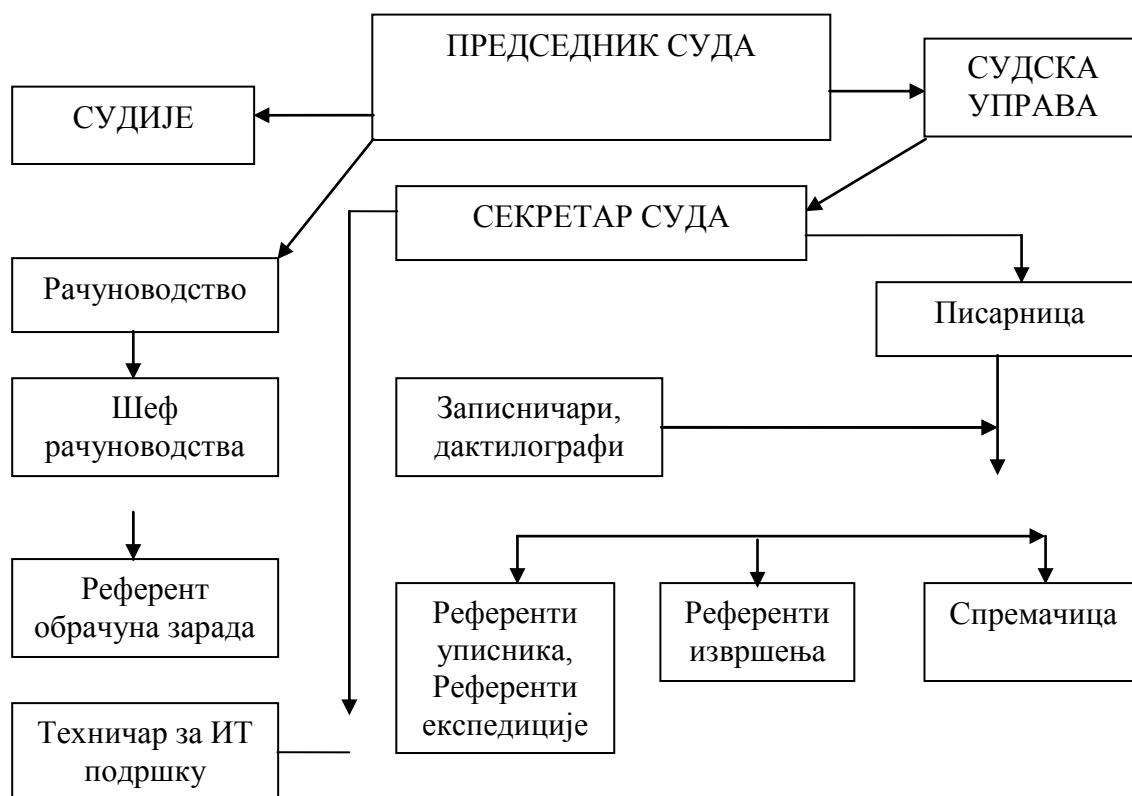 ПРЕДСЕДНИК СУДА
СУДСКА
УПРАВА
СУДИЈЕ
СЕКРЕТАР СУДА
Рачуноводство
Писарница
Шеф
рачуноводства
Записничари,
дактилографи
Референт
обрачуна зарада
Референти
уписника,
Референти
експедиције
Референти
извршења
Спремачица
Техничар за ИТ
подршку